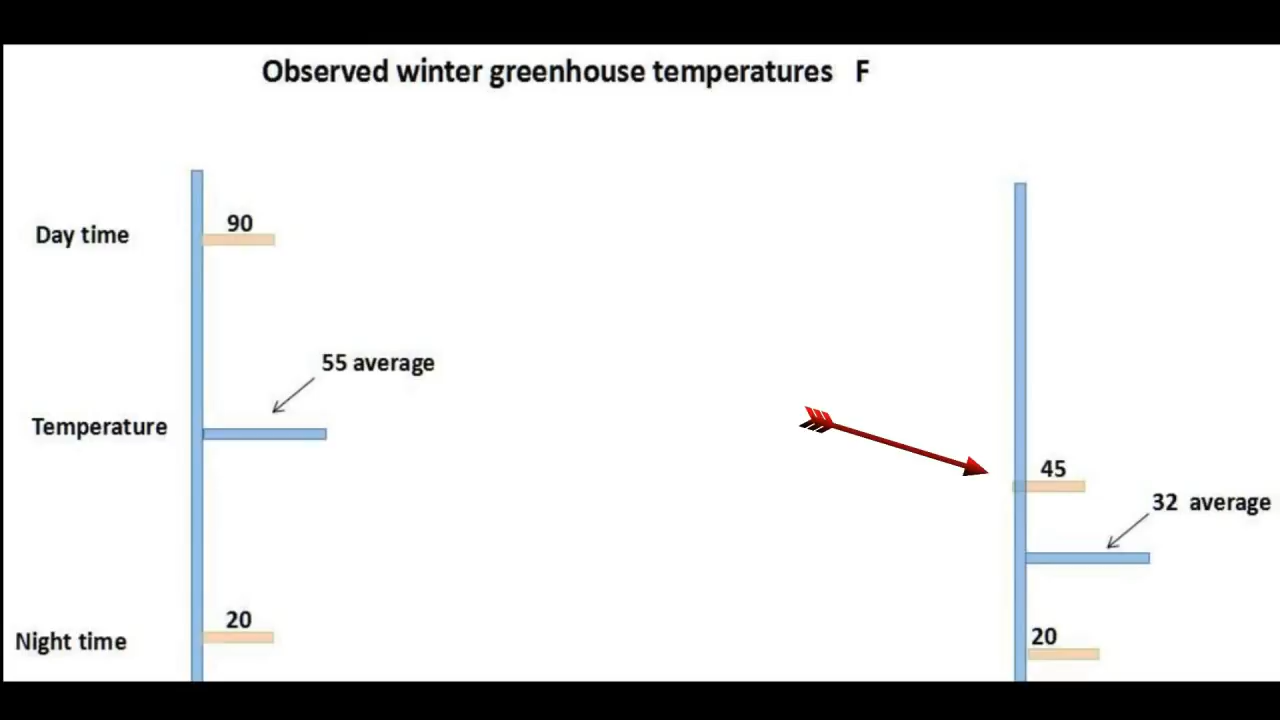 Observed winter greenhouse temperatures F
Day time
90
55 average
Temperature
20
Night time
45
32 average
20